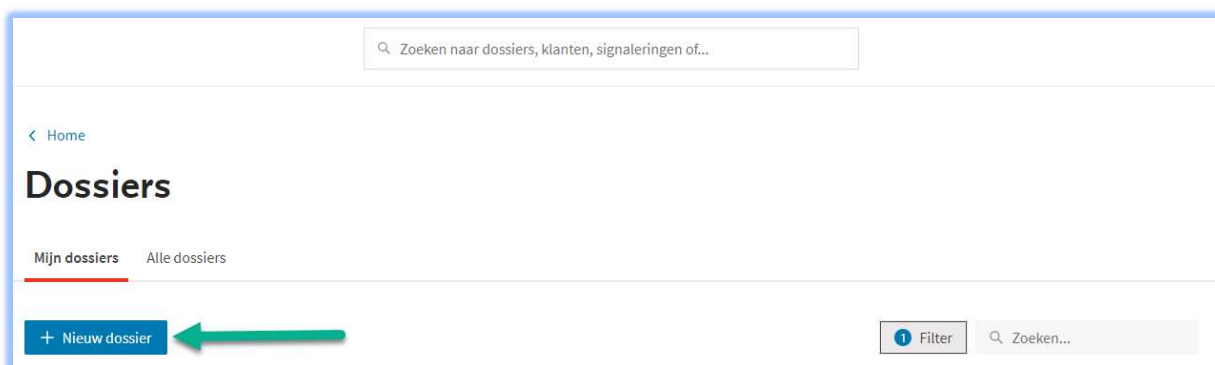 Zoeken naar dossiers, klanten, signaleringen of...
Home
Dossiers
Mijn dossiers Alle dossiers
+ Nieuw dossier 1 Filter Zoeken...